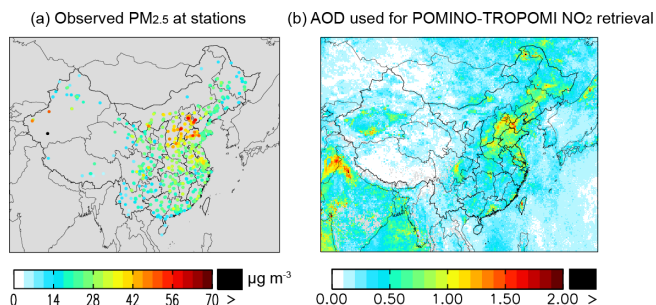 (a) Observed PM2.5 at stations
(b) AOD used for POMINO-TROPOMI NO2 retrieval
0 14 28 42 56 70 > µg m-3
0.00 0.50 1.00 1.50 2.00 >